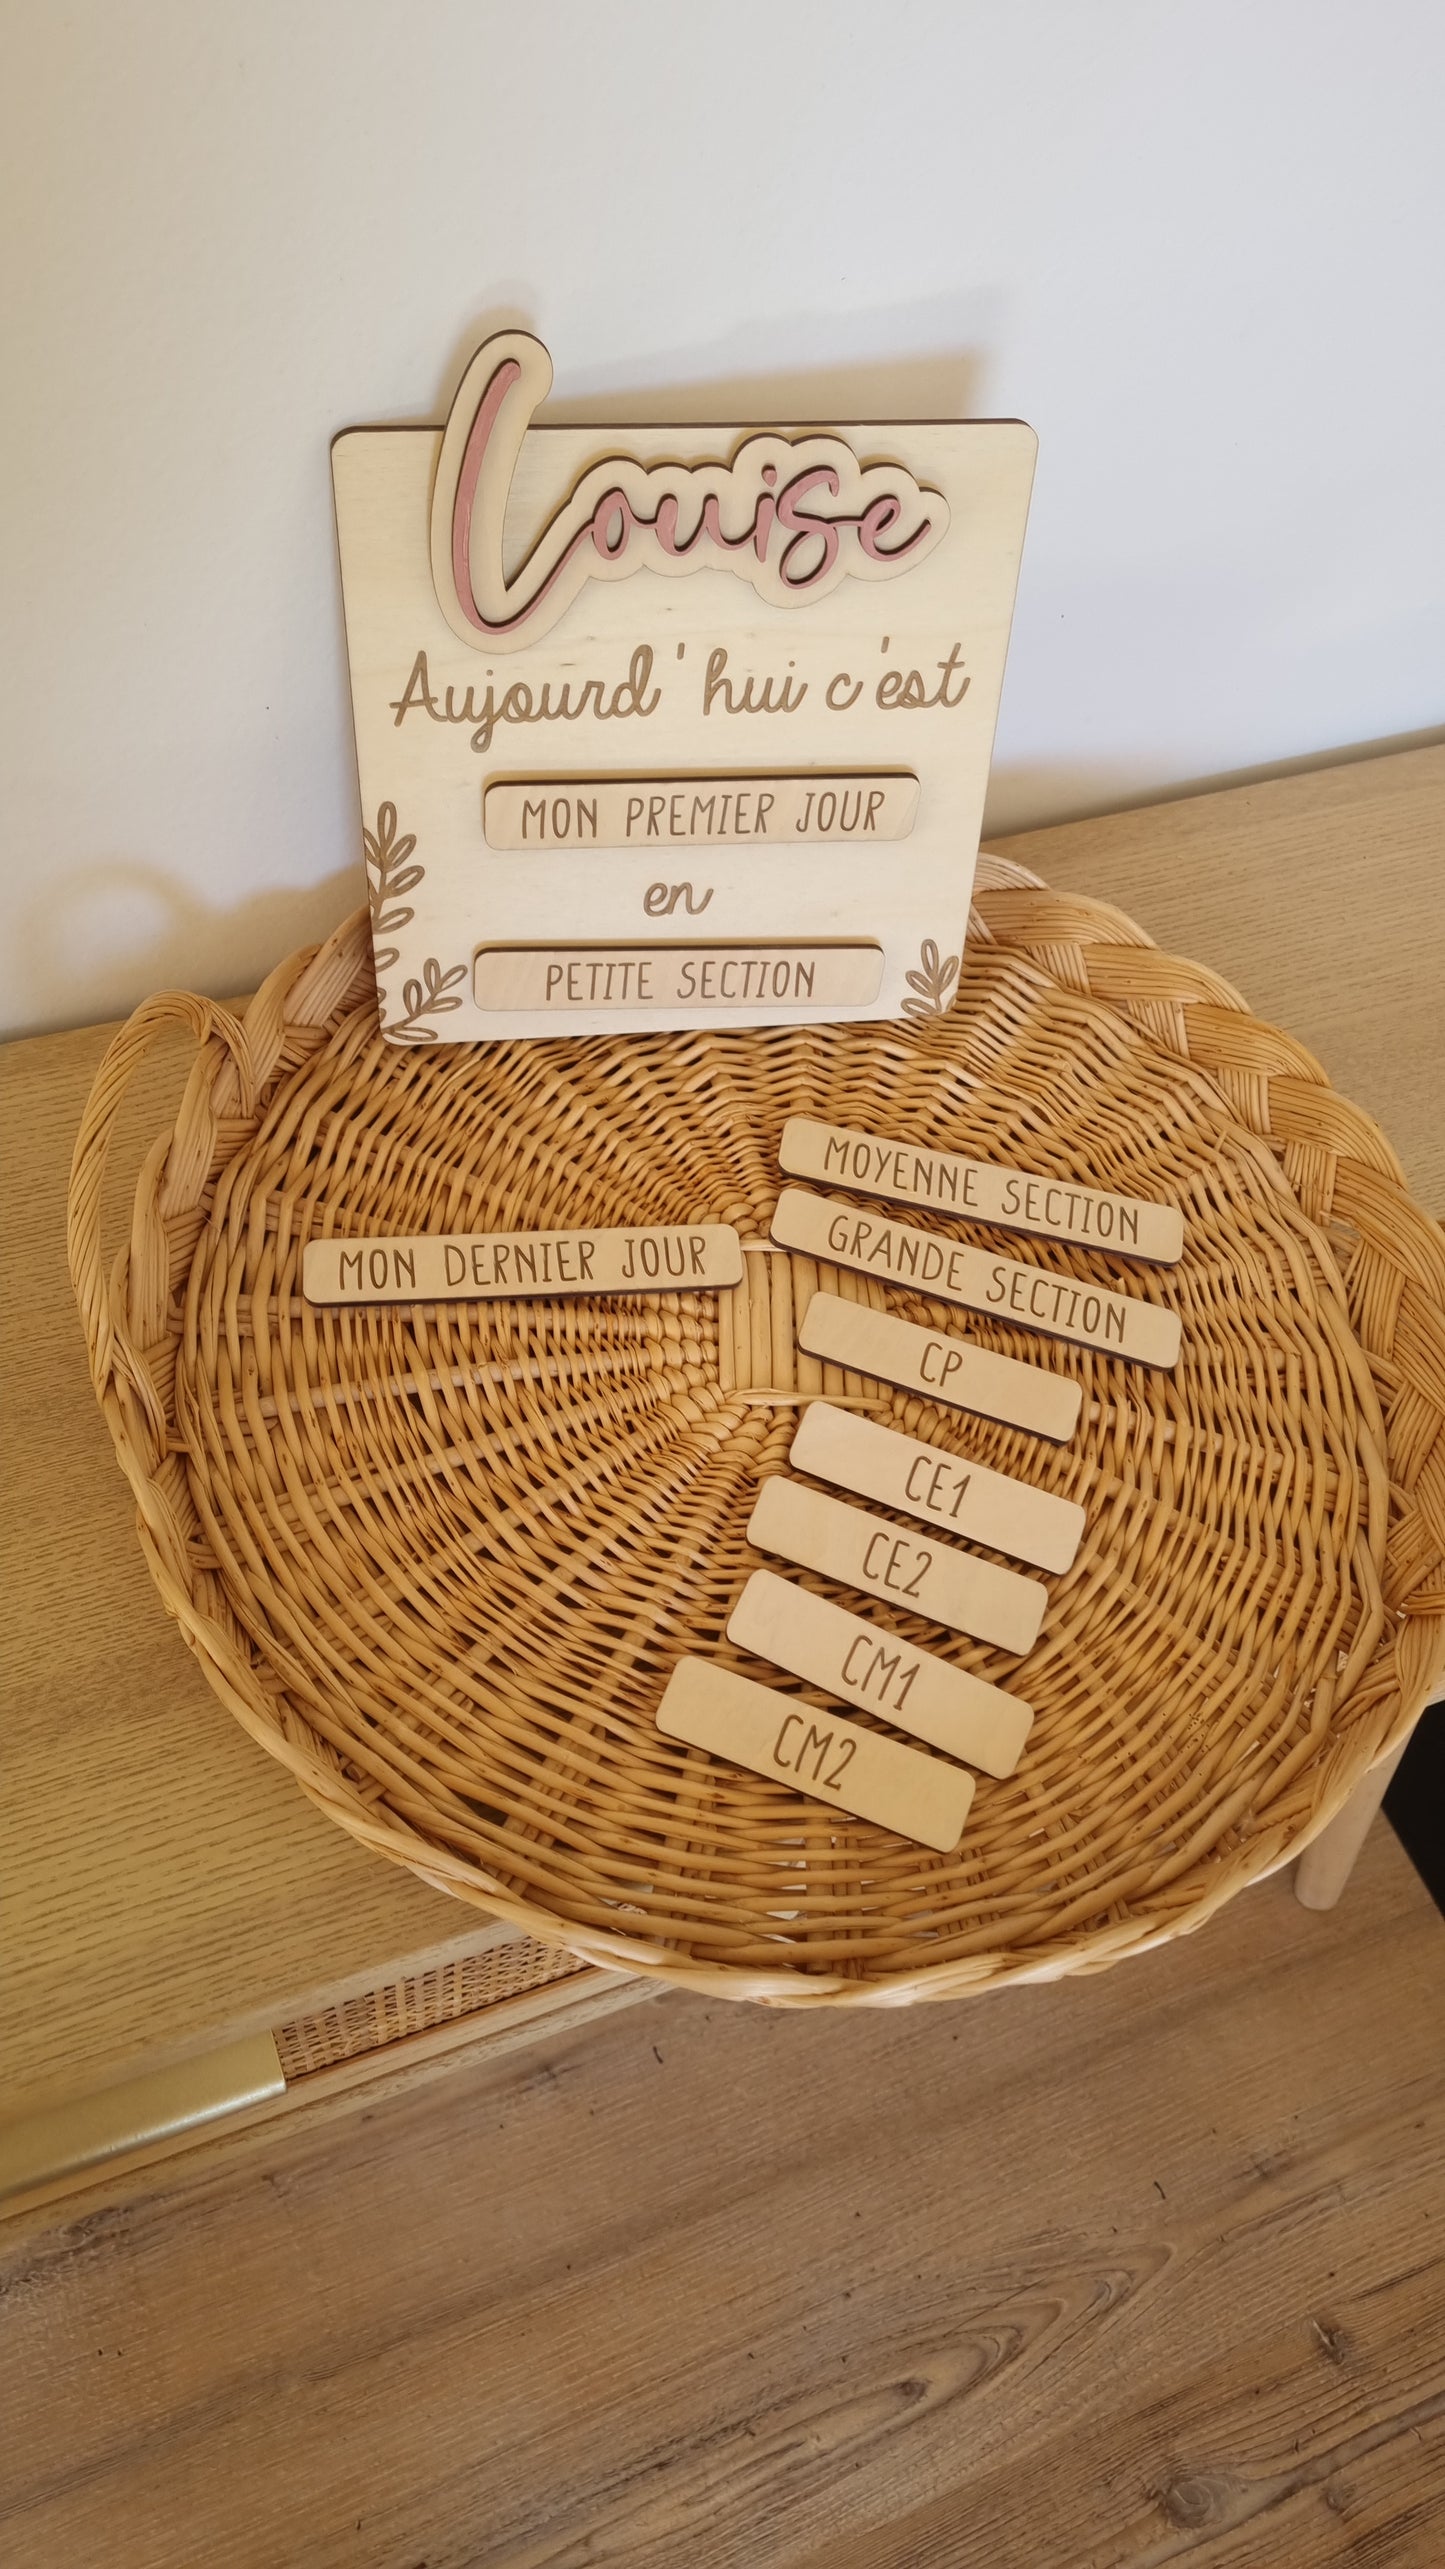 Louise
Aujourd'hui c'est
MON PREMIER JOUR
en
PETITE SECTION
MOYENNE SECTION
MON DERNIER JOUR
GRANDE SECTION
CP
CE1
CE2
CM1
CM2